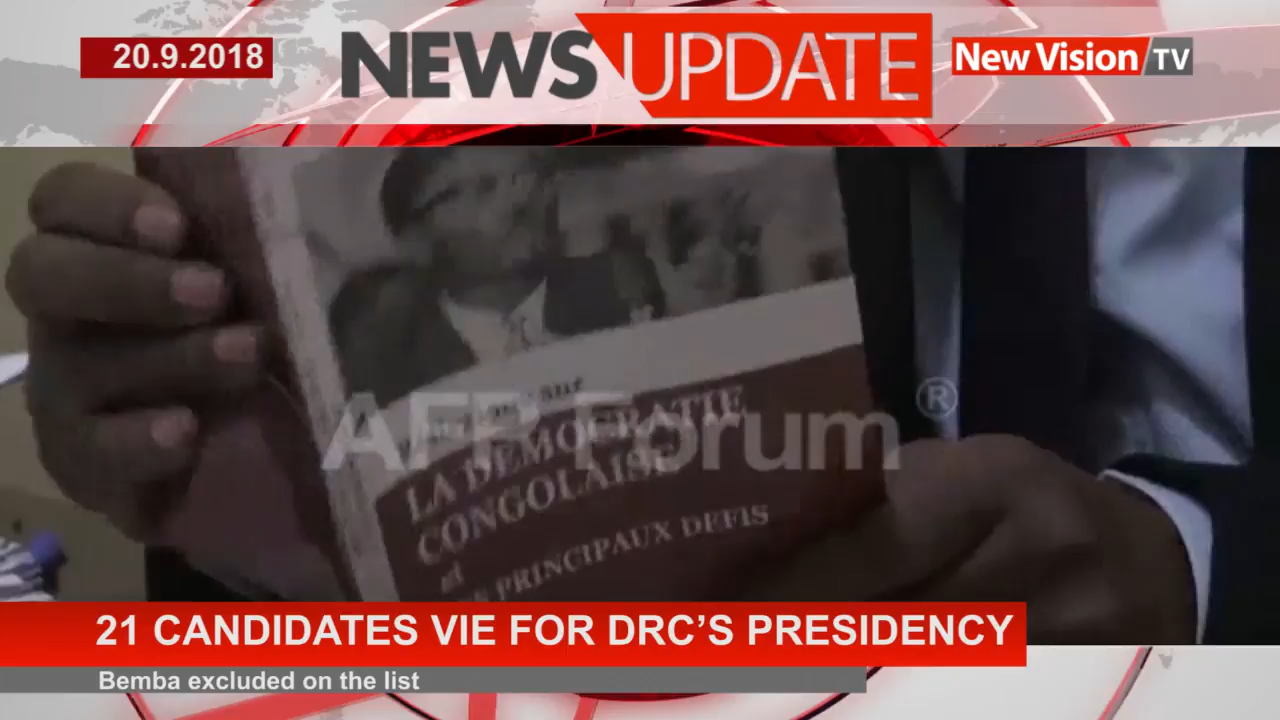 20.9.2018
NEWS UPDATE
New Vision/TV
sur
LA DEMOCRATIE
CONGOLAISE
et
PRINCIPAUX DEFIS
AFP Forum ®
21 CANDIDATES VIE FOR DRC'S PRESIDENCY
Bemba excluded on the list